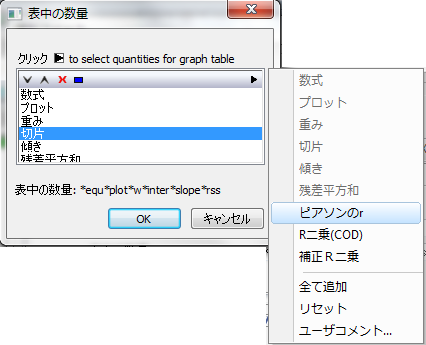 表中の数量
クリック ▶ to select quantities for graph table
数式
プロット
重み
切片
傾き
残差平方和
表中の数量: *equ*plot*w*inter*slope*rss
OK
キャンセル
数式
プロット
重み
切片
傾き
残差平方和
ピアソンのr
R二乗(COD)
補正R二乗
全て追加
リセット
ユーザコメント...